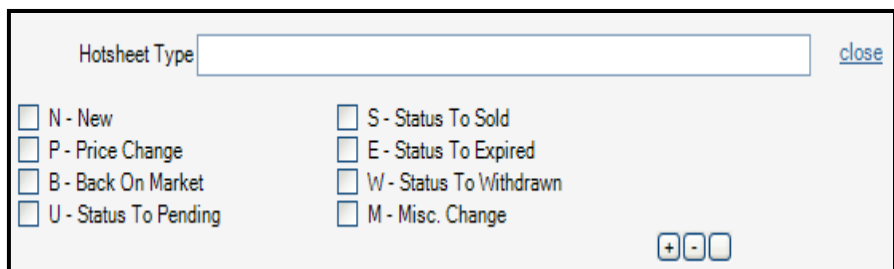 Hotsheet Type close
N - New
P - Price Change
B - Back On Market
U - Status To Pending
S - Status To Sold
E - Status To Expired
W - Status To Withdrawn
M - Misc. Change
+ -